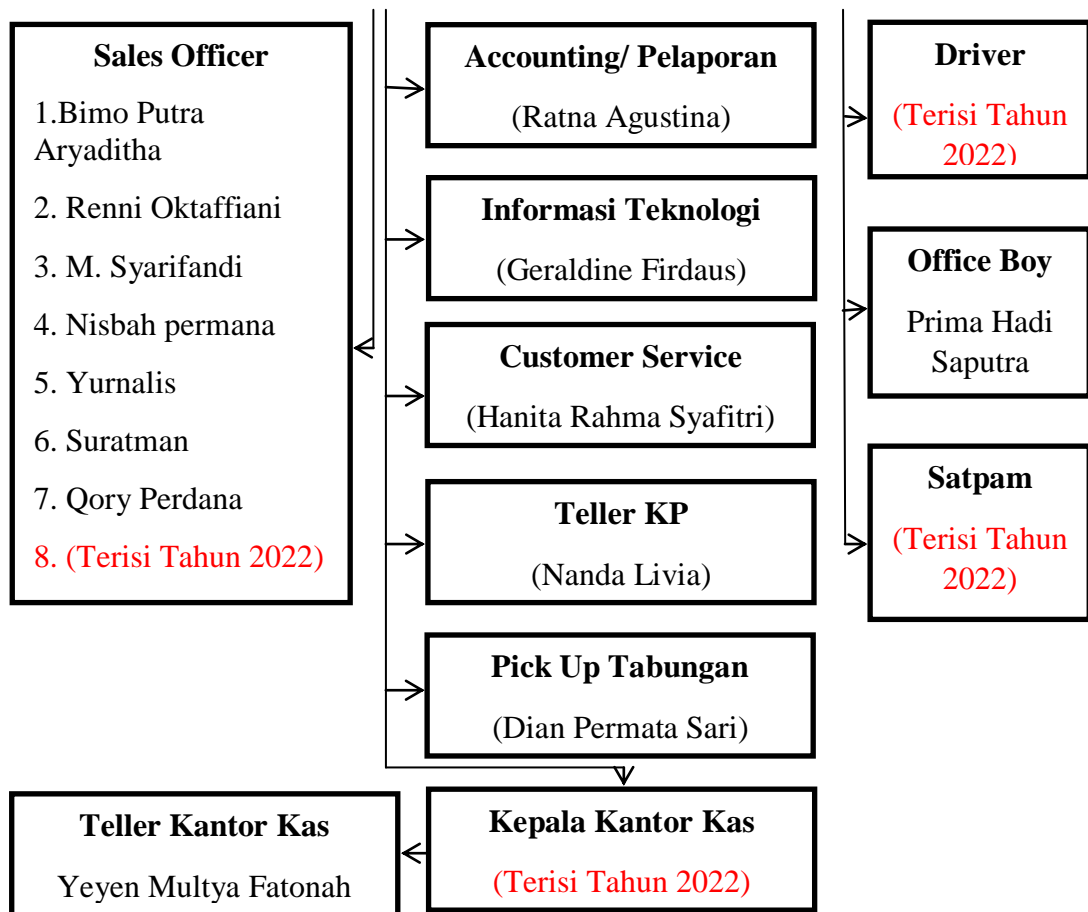 Sales Officer
1.Bimo Putra
Aryaditha
2. Renni Oktaffiani
3. M. Syarifandi
4. Nisbah permana
5. Yurnalis
6. Suratman
7. Qory Perdana
8. (Terisi Tahun 2022)
Accounting/ Pelaporan
(Ratna Agustina)
Informasi Teknologi
(Geraldine Firdaus)
Customer Service
(Hanita Rahma Syafitri)
Teller KP
(Nanda Livia)
Pick Up Tabungan
(Dian Permata Sari)
Kepala Kantor Kas
(Terisi Tahun 2022)
Teller Kantor Kas
Yeyen Multya Fatonah
Driver
(Terisi Tahun
2022)
Office Boy
Prima Hadi
Saputra
Satpam
(Terisi Tahun
2022)